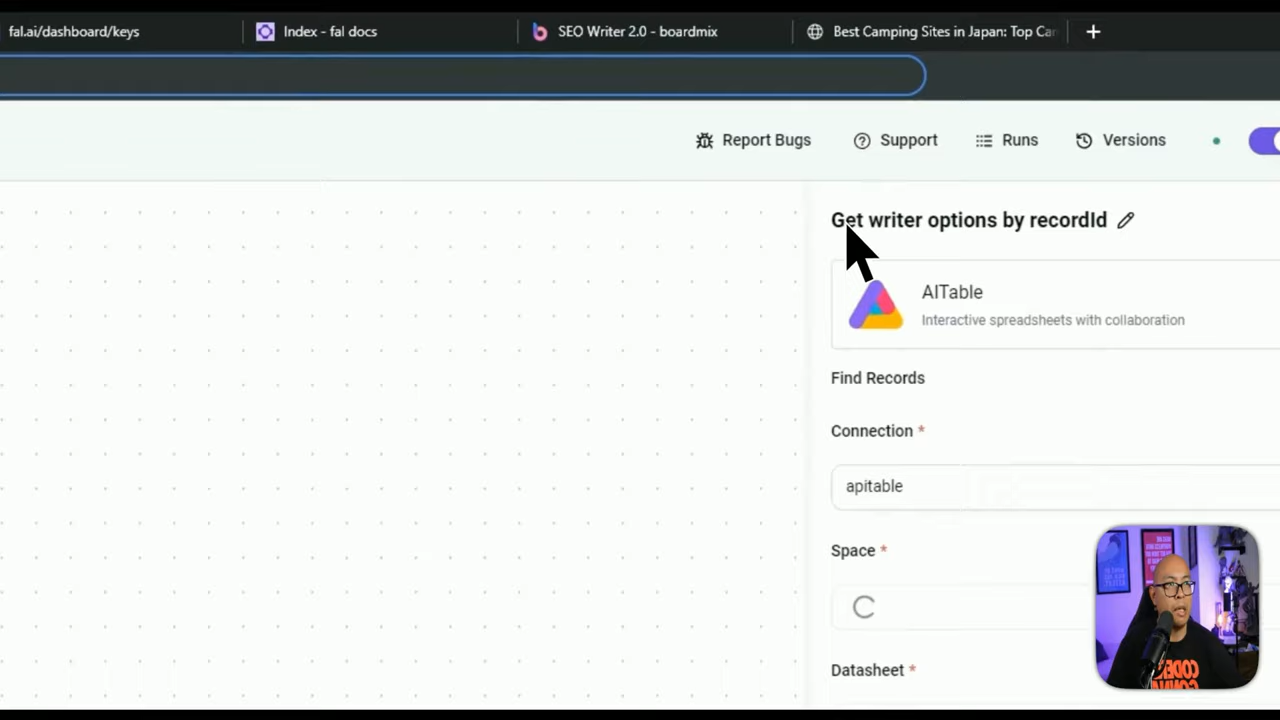 fal.ai/dashboard/keys
Index - fal docs
SEO Writer 2.0 - boardmix
Best Camping Sites in Japan: Top Car
Report Bugs
Support
Runs
Versions
Get writer options by recordId
AITable
Interactive spreadsheets with collaboration
Find Records
Connection *
apitable
Space *
Datasheet *